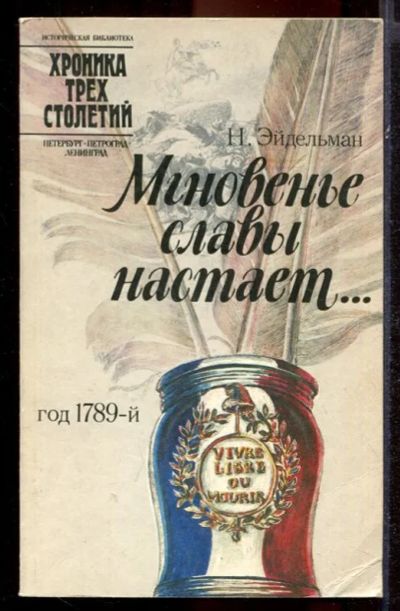 ИСТОРИЧЕСКАЯ БИБЛИОТЕКА
ХРОНИКА
ТРЕХ
СТОЛЕТИЙ
ПЕТЕРБУРГ·ПЕТРОГРАД·
ЛЕНИНГРАД
Н. Эйдельман
Мгновенье
славы
настает...
год 1789-й
VIVRE
LIBRE
OU
MOURIR